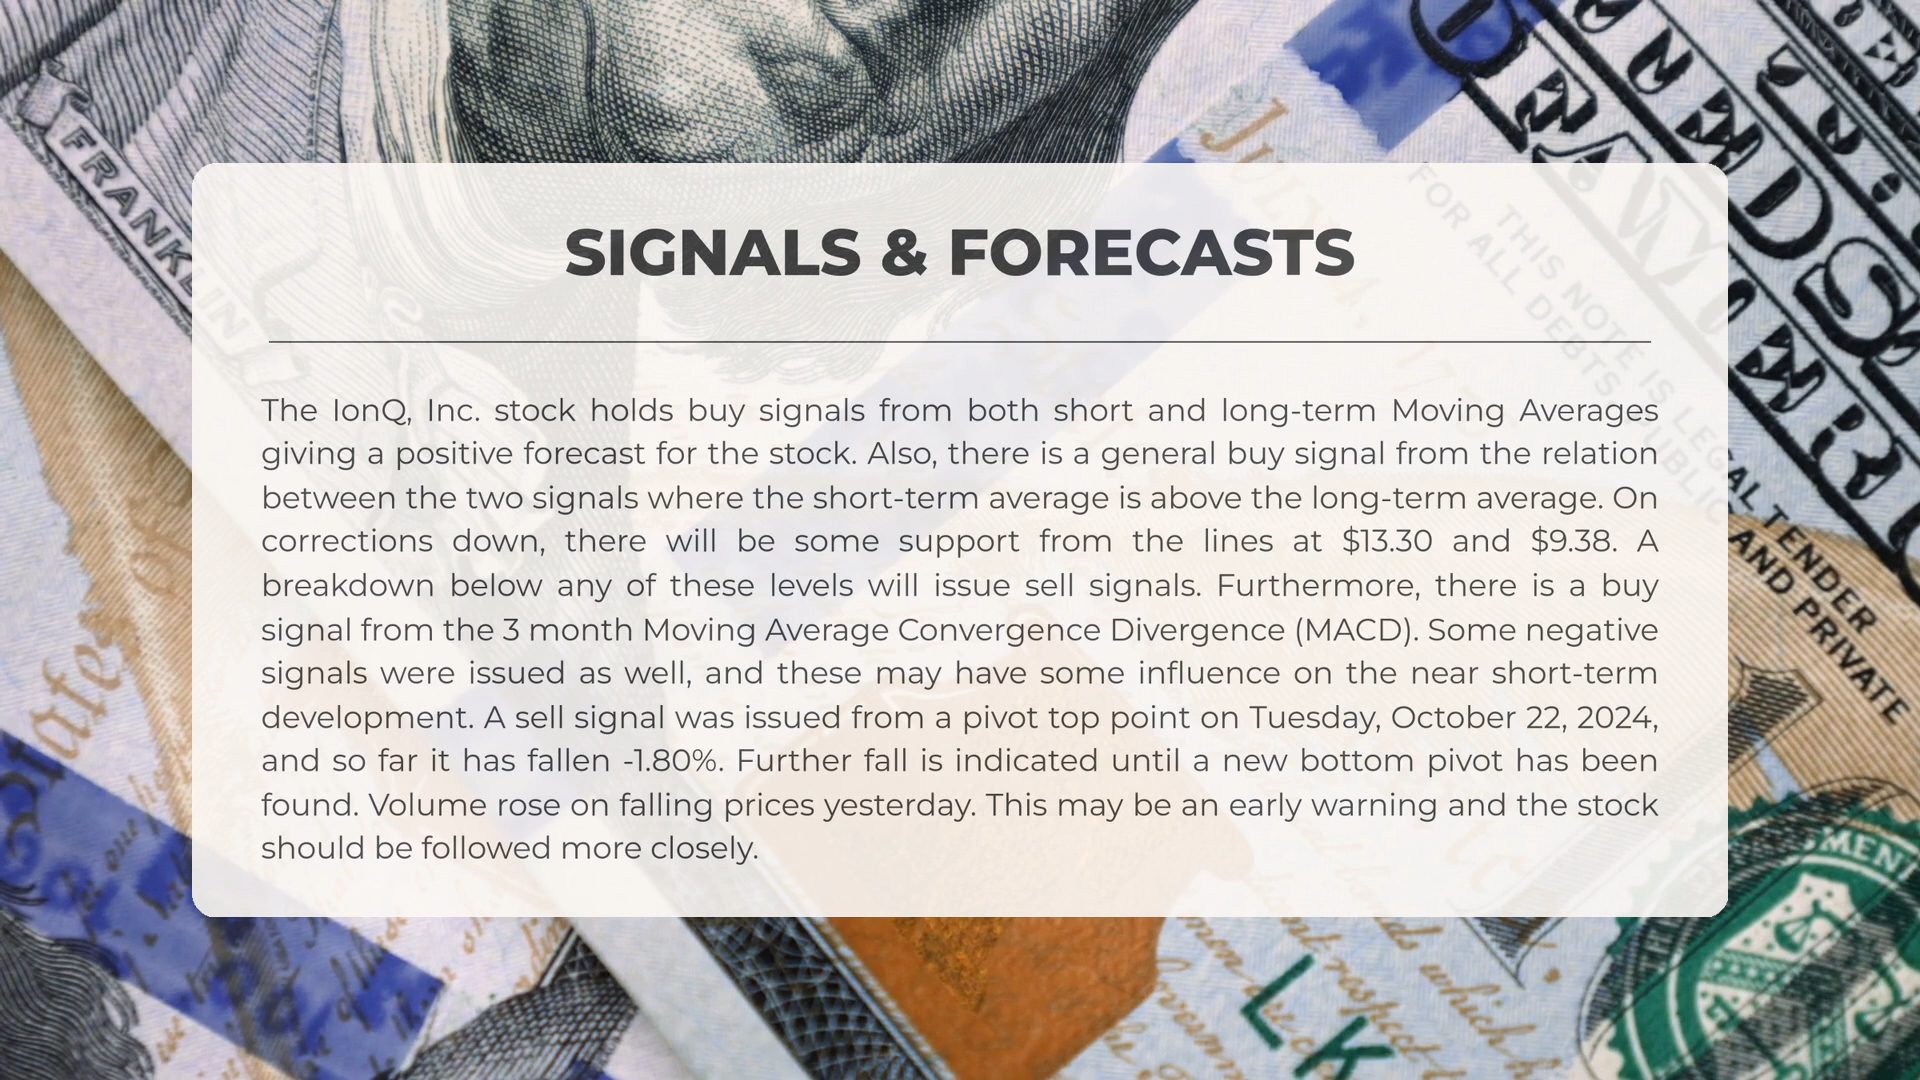 FRANKLIN
JULY 4, 17
THIS NOTE IS LEGAL TENDER
FOR ALL DEBTS, PUBLIC AND PRIVATE
SIGNALS & FORECASTS
The IonQ, Inc. stock holds buy signals from both short and long-term Moving Averages
giving a positive forecast for the stock. Also, there is a general buy signal from the relation
between the two signals where the short-term average is above the long-term average. On
corrections down, there will be some support from the lines at $13.30 and $9.38. A
breakdown below any of these levels will issue sell signals. Furthermore, there is a buy
signal from the 3 month Moving Average Convergence Divergence (MACD). Some negative
signals were issued as well, and these may have some influence on the near short-term
development. A sell signal was issued from a pivot top point on Tuesday, October 22, 2024,
and so far it has fallen -1.80%. Further fall is indicated until a new bottom pivot has been
found. Volume rose on falling prices yesterday. This may be an early warning and the stock
should be followed more closely.
L K